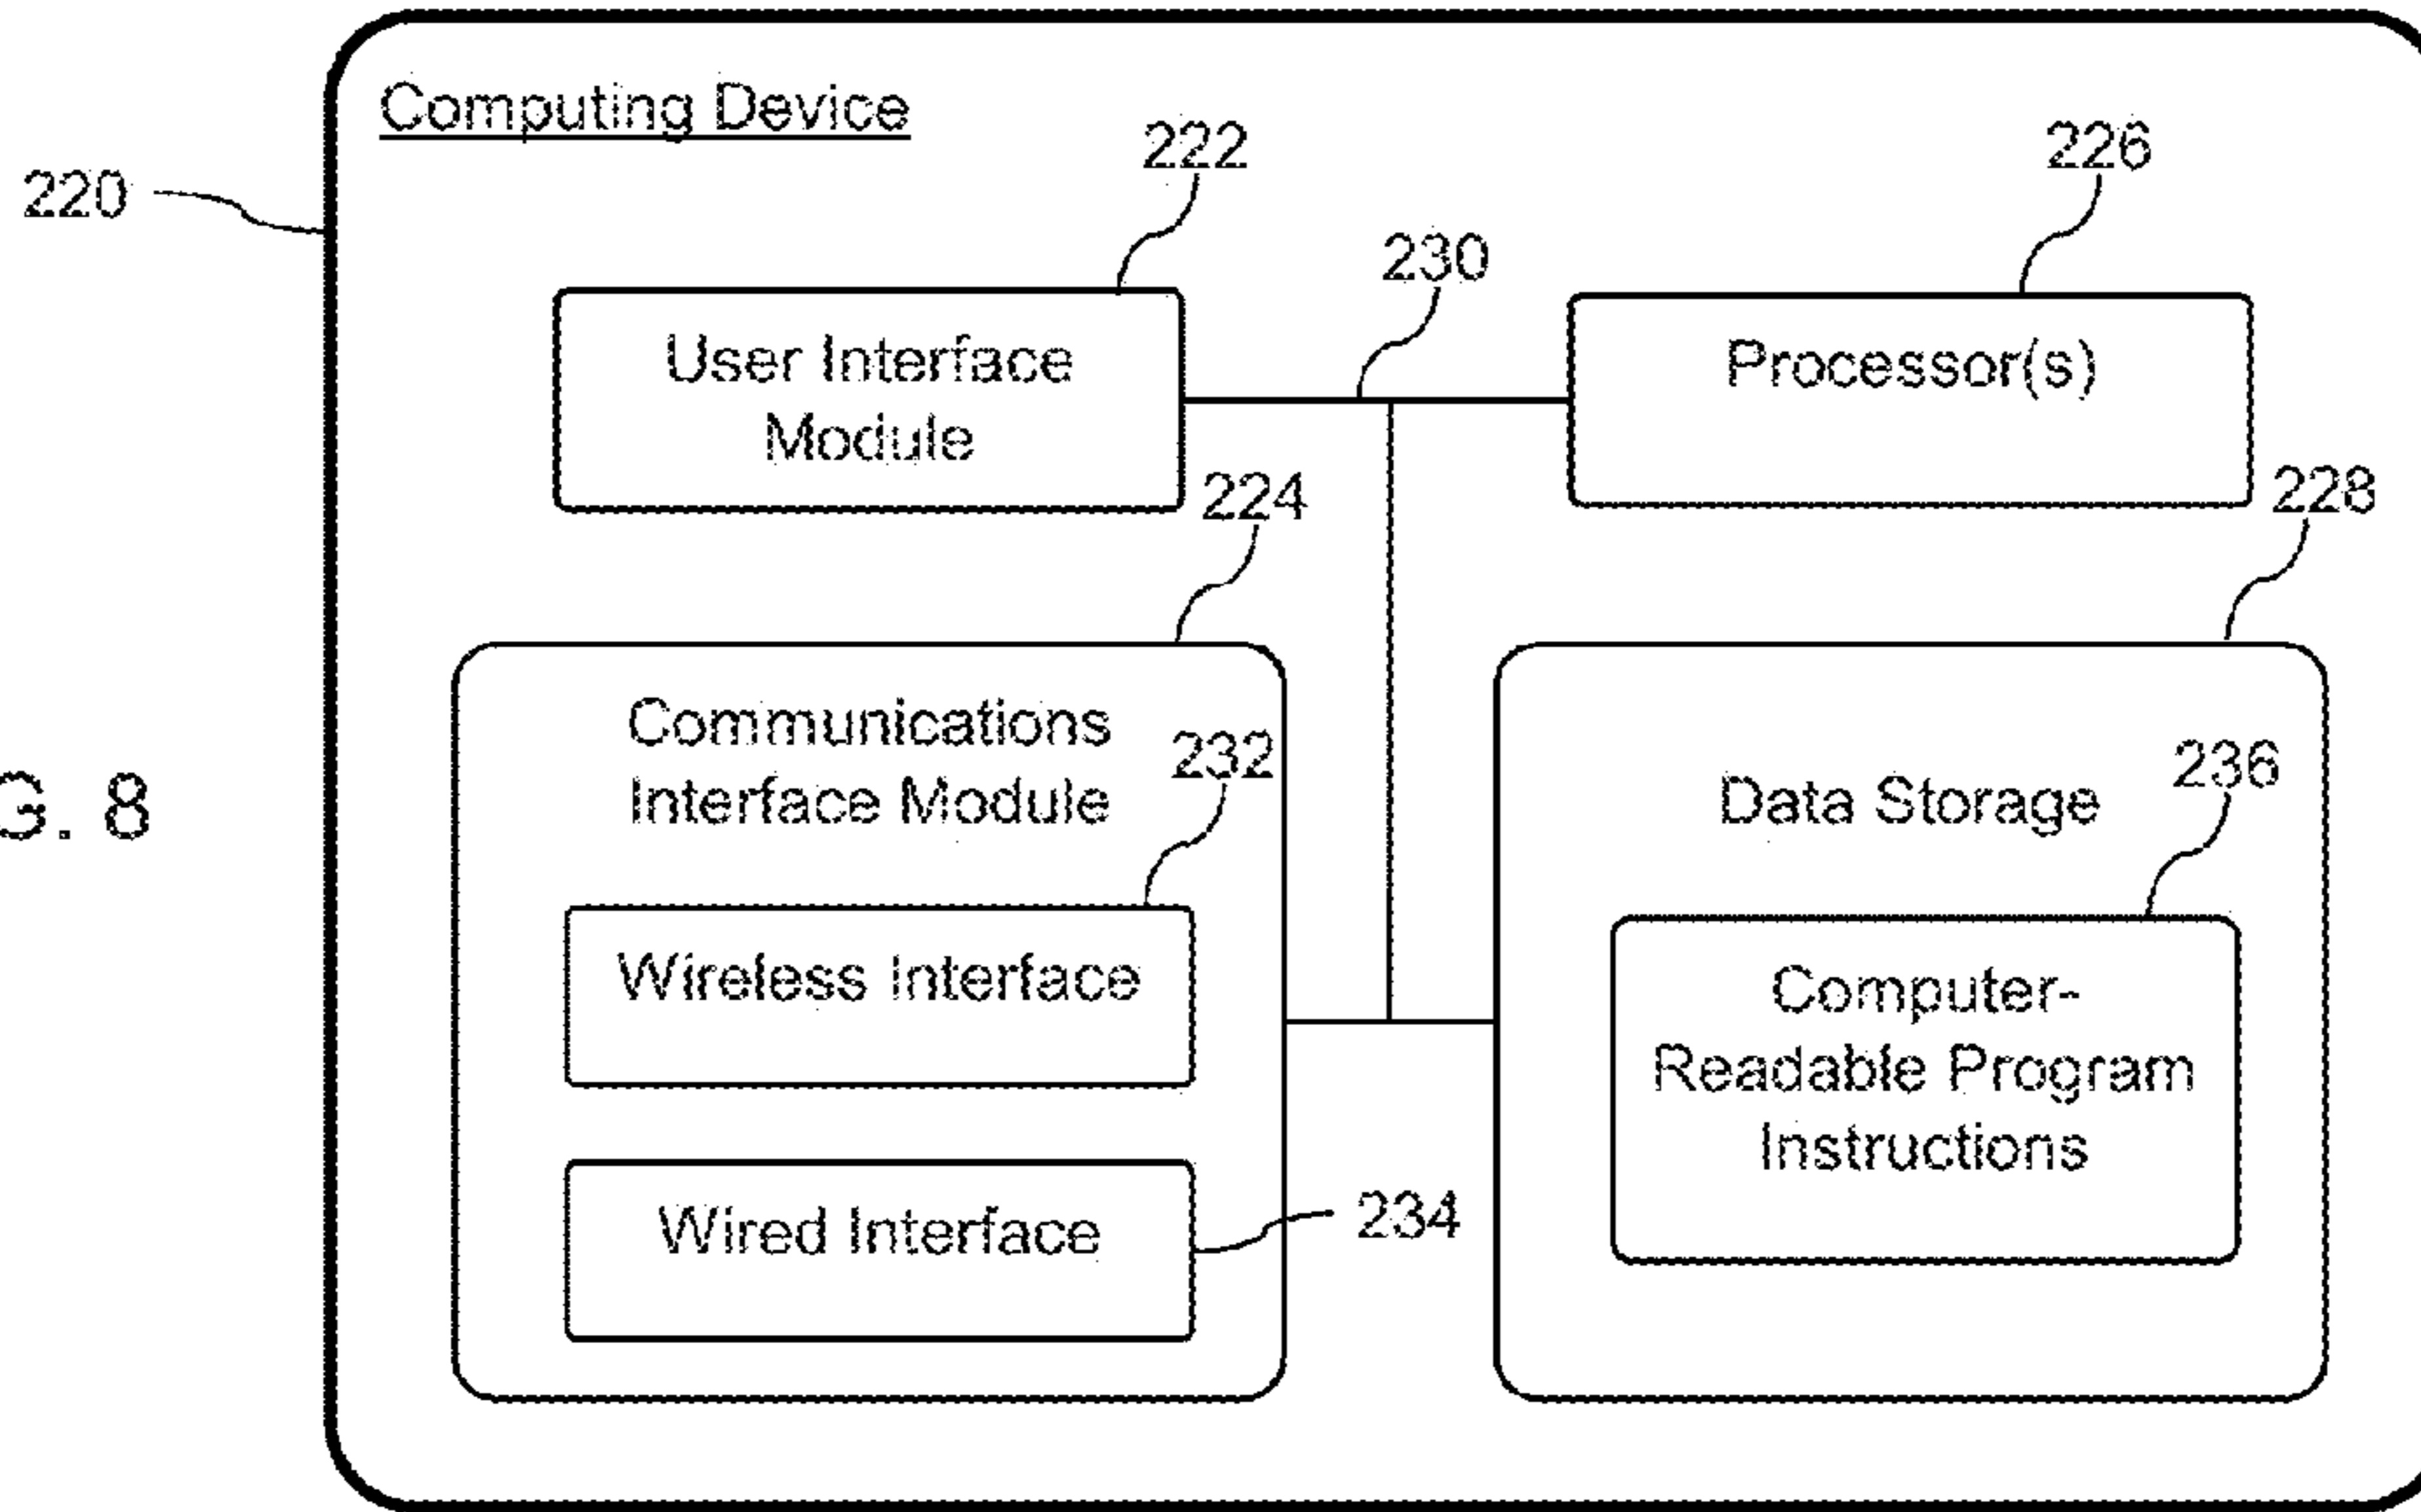 Computing Device
220
222
226
230
User Interface
Module
Processor(s)
224
228
Communications
Interface Module
232
Data Storage
236
G. 8
Wireless Interface
Computer-
Readable Program
Instructions
Wired Interface
234